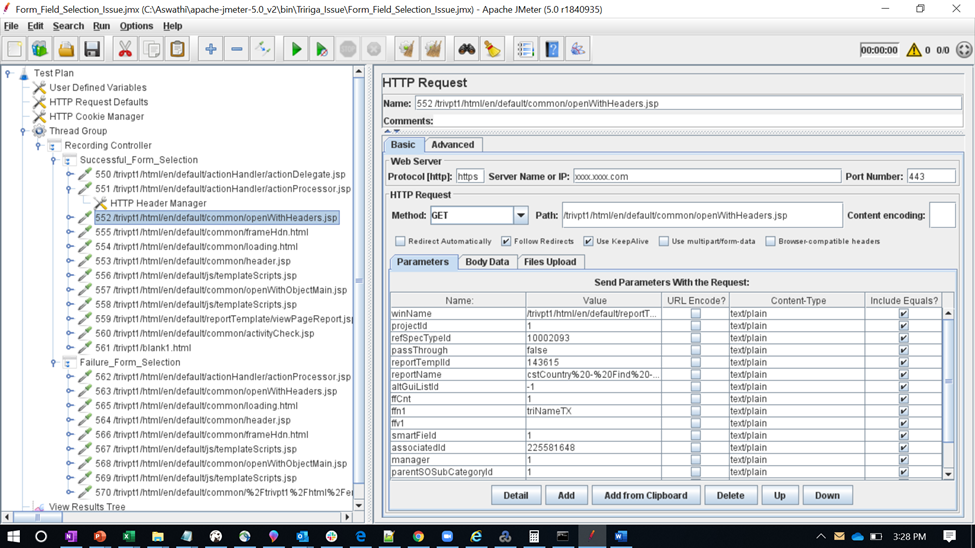 Form_Field_Selection_Issue.jmx (C:\Aswathi\apache-jmeter-5.0_v2\bin\Tririga_Issue\Form_Field_Selection_Issue.jmx) - Apache JMeter (5.0 r1840935)
File Edit Search Run Options Help
00:00:00 0 0/0
Test Plan
User Defined Variables
HTTP Request Defaults
HTTP Cookie Manager
Thread Group
Recording Controller
Successful_Form_Selection
550 /trivpt1/html/en/default/actionHandler/actionDelegate.jsp
551 /trivpt1/html/en/default/actionHandler/actionProcessor.jsp
HTTP Header Manager
552 /trivpt1/html/en/default/common/openWithHeaders.jsp
555 /trivpt1/html/en/default/common/frameHdn.html
554 /trivpt1/html/en/default/common/loading.html
553 /trivpt1/html/en/default/common/header.jsp
556 /trivpt1/html/en/default/js/templateScripts.jsp
557 /trivpt1/html/en/default/common/openWithObjectMain.jsp
558 /trivpt1/html/en/default/js/templateScripts.jsp
559 /trivpt1/html/en/default/reportTemplate/viewPageReport.js
560 /trivpt1/html/en/default/common/activityCheck.jsp
561 /trivpt1/blank1.html
Failure_Form_Selection
562 /trivpt1/html/en/default/actionHandler/actionProcessor.jsp
563 /trivpt1/html/en/default/common/openWithHeaders.jsp
565 /trivpt1/html/en/default/common/loading.html
564 /trivpt1/html/en/default/common/header.jsp
566 /trivpt1/html/en/default/common/frameHdn.html
567 /trivpt1/html/en/default/js/templateScripts.jsp
568 /trivpt1/html/en/default/common/openWithObjectMain.jsp
569 /trivpt1/html/en/default/js/templateScripts.jsp
570 /trivpt1/html/en/default/common/%2Ftrivpt1%2Fhtml%2Fe
View Results Tree
HTTP Request
Name: 552 /trivpt1/html/en/default/common/openWithHeaders.jsp
Comments:
Basic Advanced
Web Server
Protocol [http]: https Server Name or IP: xxxx.xxxx.com Port Number: 443
HTTP Request
Method: GET Path: /trivpt1/html/en/default/common/openWithHeaders.jsp Content encoding:
Redirect Automatically Follow Redirects Use KeepAlive Use multipart/form-data Browser-compatible headers
Parameters Body Data Files Upload
Send Parameters With the Request:
Name: Value URL Encode? Content-Type Include Equals?
winName /trivpt1/html/en/default/reportT... text/plain
projectId 1 text/plain
refSpecTypeId 10002093 text/plain
passThrough false text/plain
reportTemplId 143615 text/plain
reportName cstCountry%20-%20Find%20-... text/plain
altGuiListId -1 text/plain
ffCnt 1 text/plain
ffn1 triNameTX text/plain
ffv1 text/plain
smartField 1 text/plain
associatedId 225581648 text/plain
manager 1 text/plain
parentSOSubCategoryId 1 text/plain
Detail Add Add from Clipboard Delete Up Down
3:28 PM